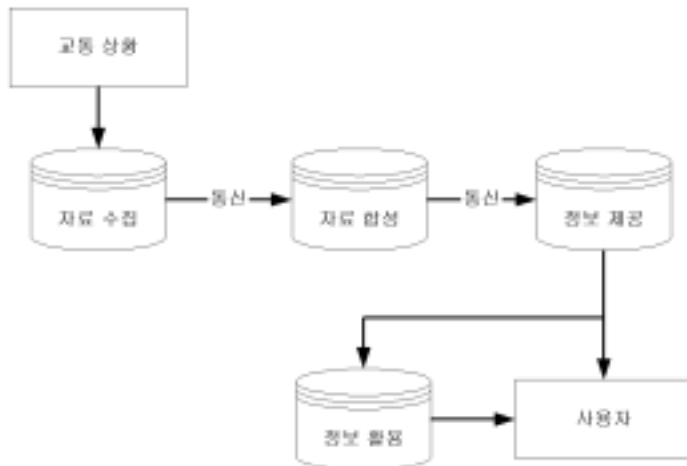 교통 상황
통신
통신
자료 수집
자료 합성
정보 제공
정보 활용
사용자